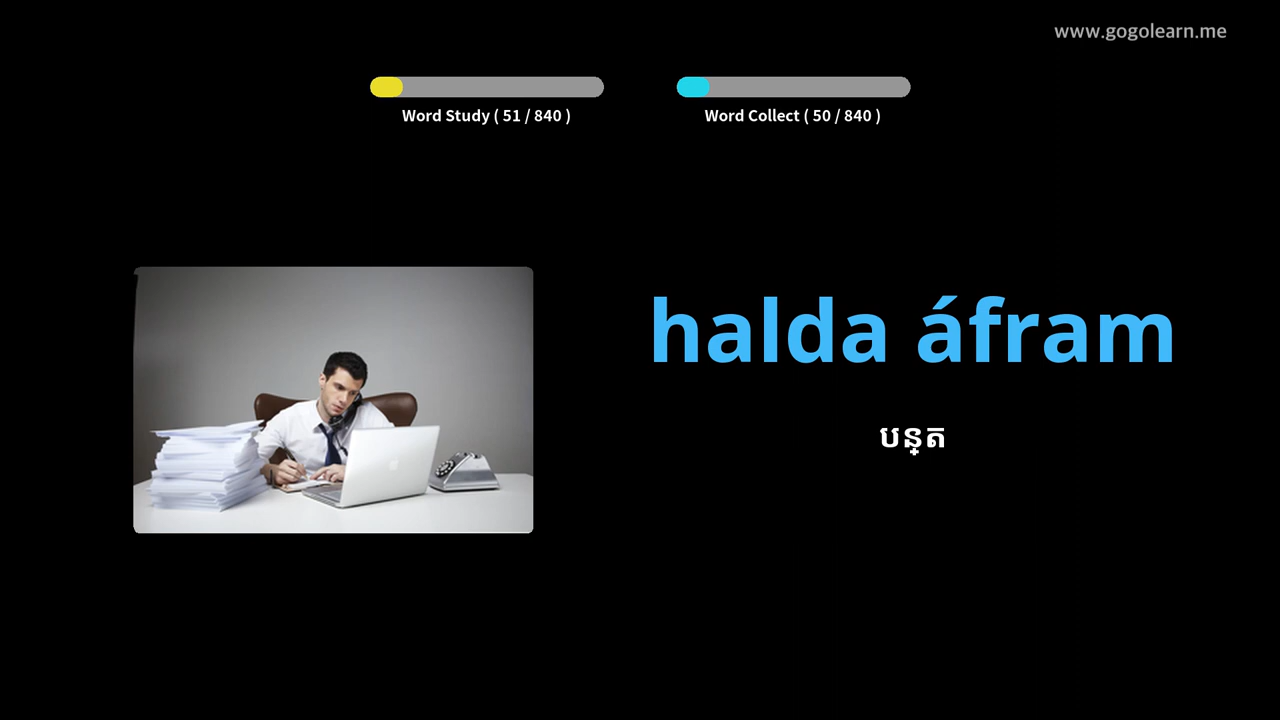 www.gogolearn.me
Word Study ( 51 / 840 )
Word Collect ( 50 / 840 )
halda áfram
បន្ត